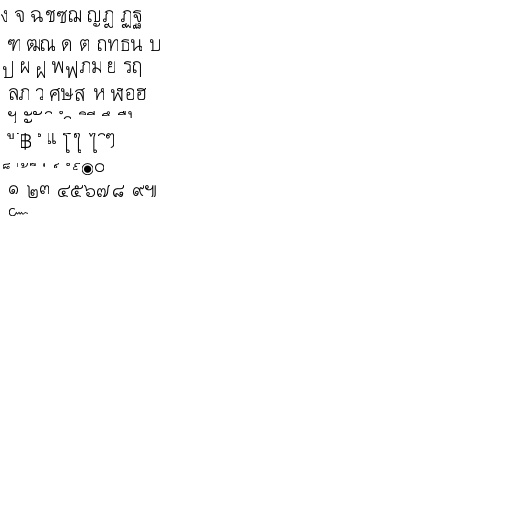 ง จ ฉชซฌ ญฎ ฏฐ
ฑ ฒณ ด ต ถทธน บ
ป ผ ฝ พฟภม ย รฤ
ลฦ ว ศษส ห ฬอฮ
ฯ ะ ั า ำ ิ ี ึ ื ุ
ู ฺ ฿ เ แ โ ใ ไ ๅ ๆ
็ ่ ้ ๊ ๋ ์ ํ ๎ ๏๐
๑ ๒๓ ๔๕๖๗๘ ๙๚
๛